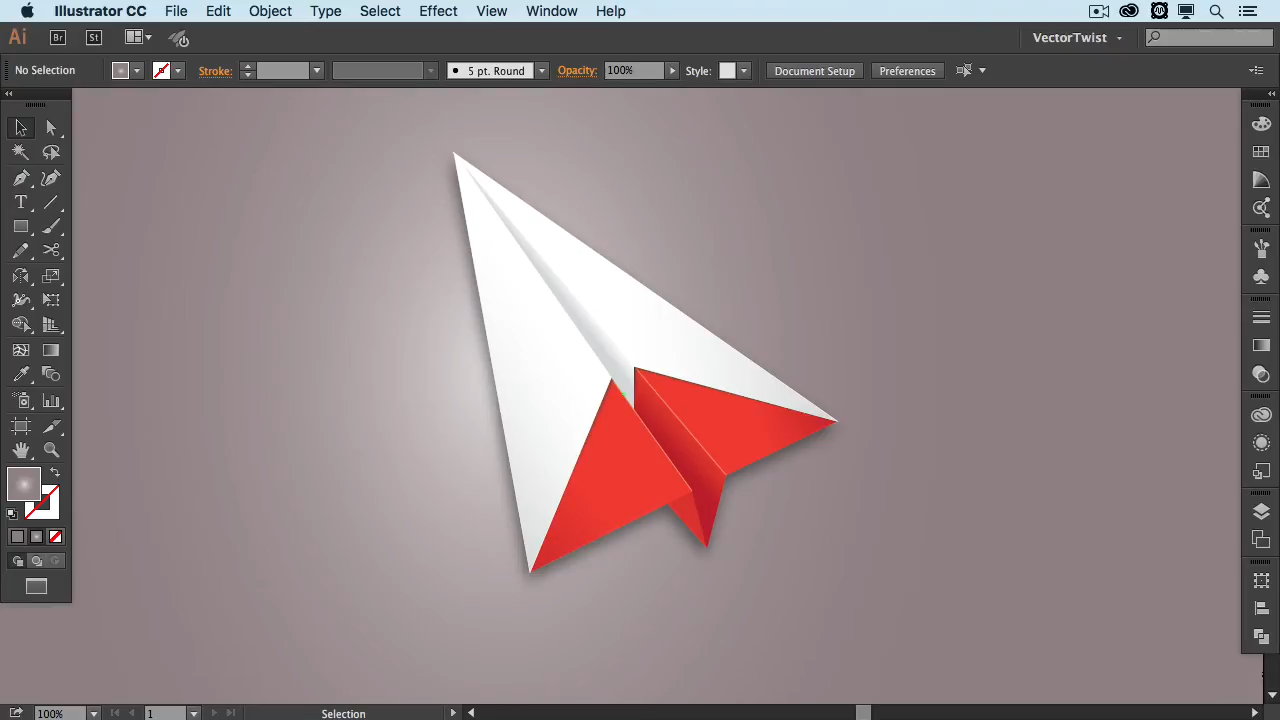 Illustrator CC File Edit Object Type Select Effect View Window Help
Ai Br St VectorTwist
No Selection Stroke: 5 pt. Round Opacity: 100% Style: Document Setup Preferences
T
100% 1 Selection